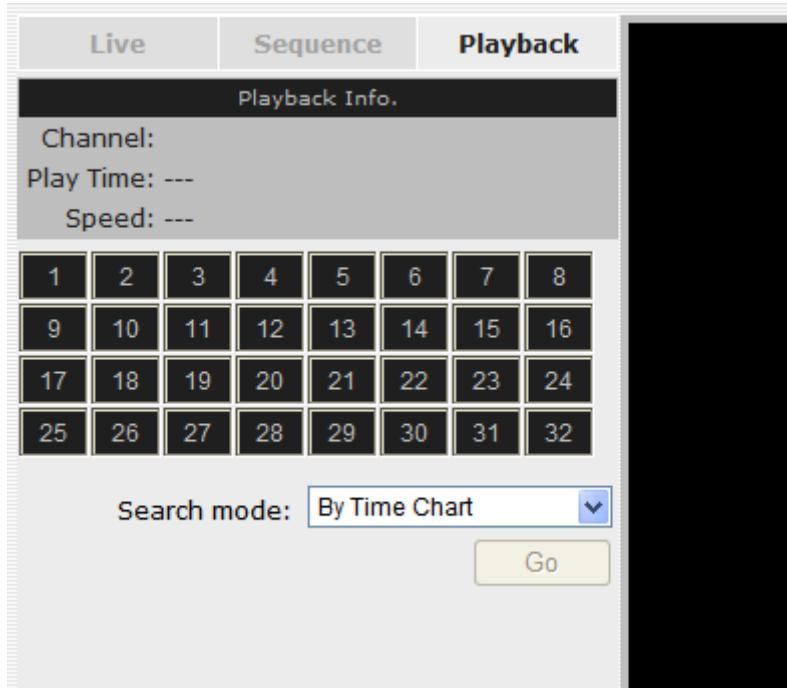 Live Sequence Playback
Playback Info.
Channel:
Play Time: ---
Speed: ---
1 2 3 4 5 6 7 8
9 10 11 12 13 14 15 16
17 18 19 20 21 22 23 24
25 26 27 28 29 30 31 32
Search mode: By Time Chart
Go